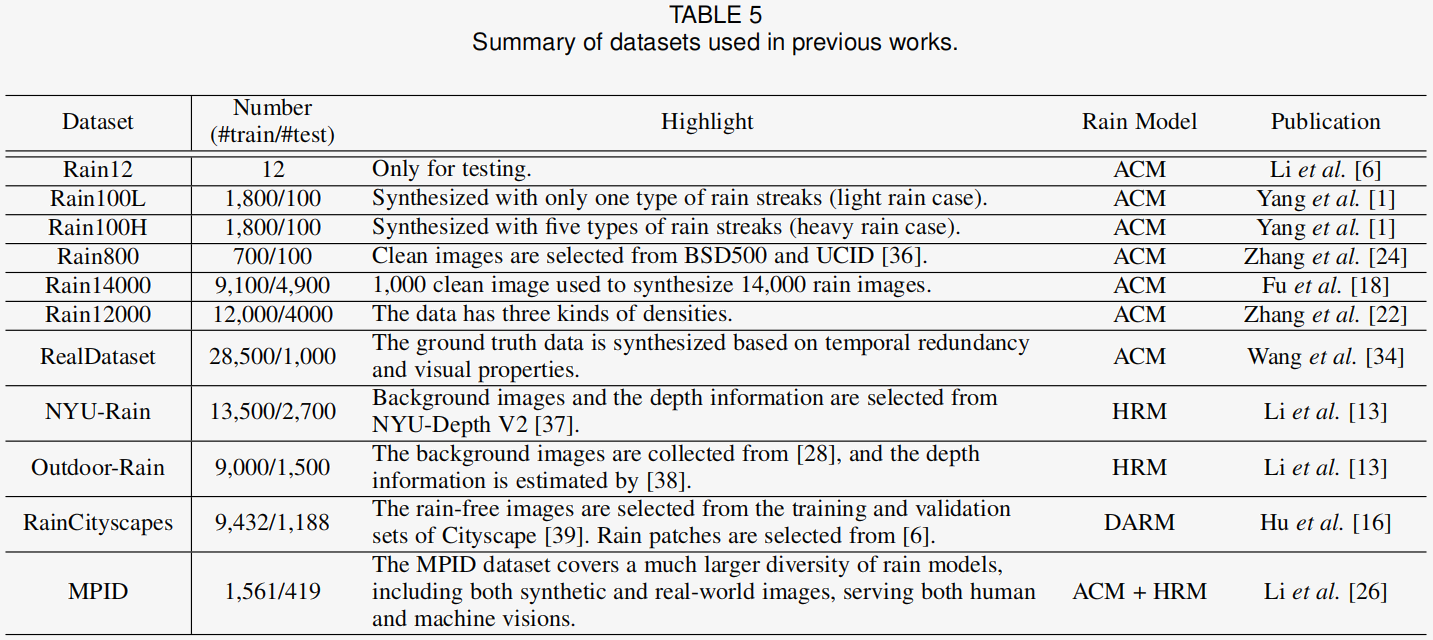 TABLE 5
Summary of datasets used in previous works.
Dataset Number (#train/#test) Highlight Rain Model Publication
Rain12 12 Only for testing. ACM Li et al. [6]
Rain100L 1,800/100 Synthesized with only one type of rain streaks (light rain case). ACM Yang et al. [1]
Rain100H 1,800/100 Synthesized with five types of rain streaks (heavy rain case). ACM Yang et al. [1]
Rain800 700/100 Clean images are selected from BSD500 and UCID [36]. ACM Zhang et al. [24]
Rain14000 9,100/4,900 1,000 clean image used to synthesize 14,000 rain images. ACM Fu et al. [18]
Rain12000 12,000/4000 The data has three kinds of densities. ACM Zhang et al. [22]
RealDataset 28,500/1,000 The ground truth data is synthesized based on temporal redundancy
and visual properties. ACM Wang et al. [34]
NYU-Rain 13,500/2,700 Background images and the depth information are selected from
NYU-Depth V2 [37]. HRM Li et al. [13]
Outdoor-Rain 9,000/1,500 The background images are collected from [28], and the depth
information is estimated by [38]. HRM Li et al. [13]
RainCityscapes 9,432/1,188 The rain-free images are selected from the training and validation
sets of Cityscape [39]. Rain patches are selected from [6]. DARM Hu et al. [16]
MPID 1,561/419 The MPID dataset covers a much larger diversity of rain models,
including both synthetic and real-world images, serving both human
and machine visions. ACM + HRM Li et al. [26]